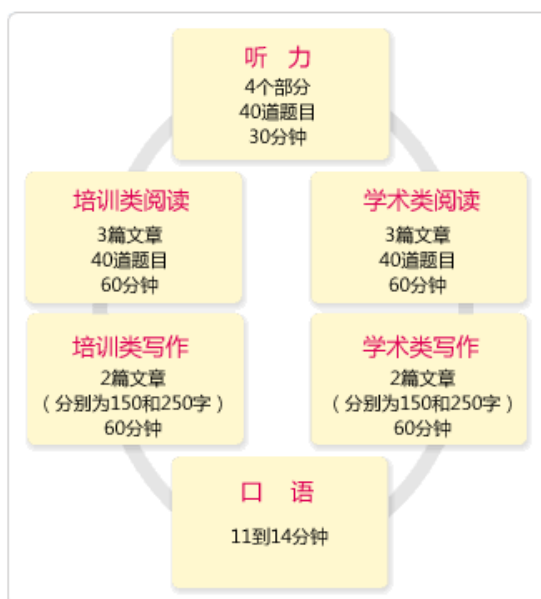 听 力
4个部分
40道题目
30分钟
培训类阅读
3篇文章
40道题目
60分钟
学术类阅读
3篇文章
40道题目
60分钟
培训类写作
2篇文章
（分别为150和250字）
60分钟
学术类写作
2篇文章
（分别为150和250字）
60分钟
口 语
11到14分钟